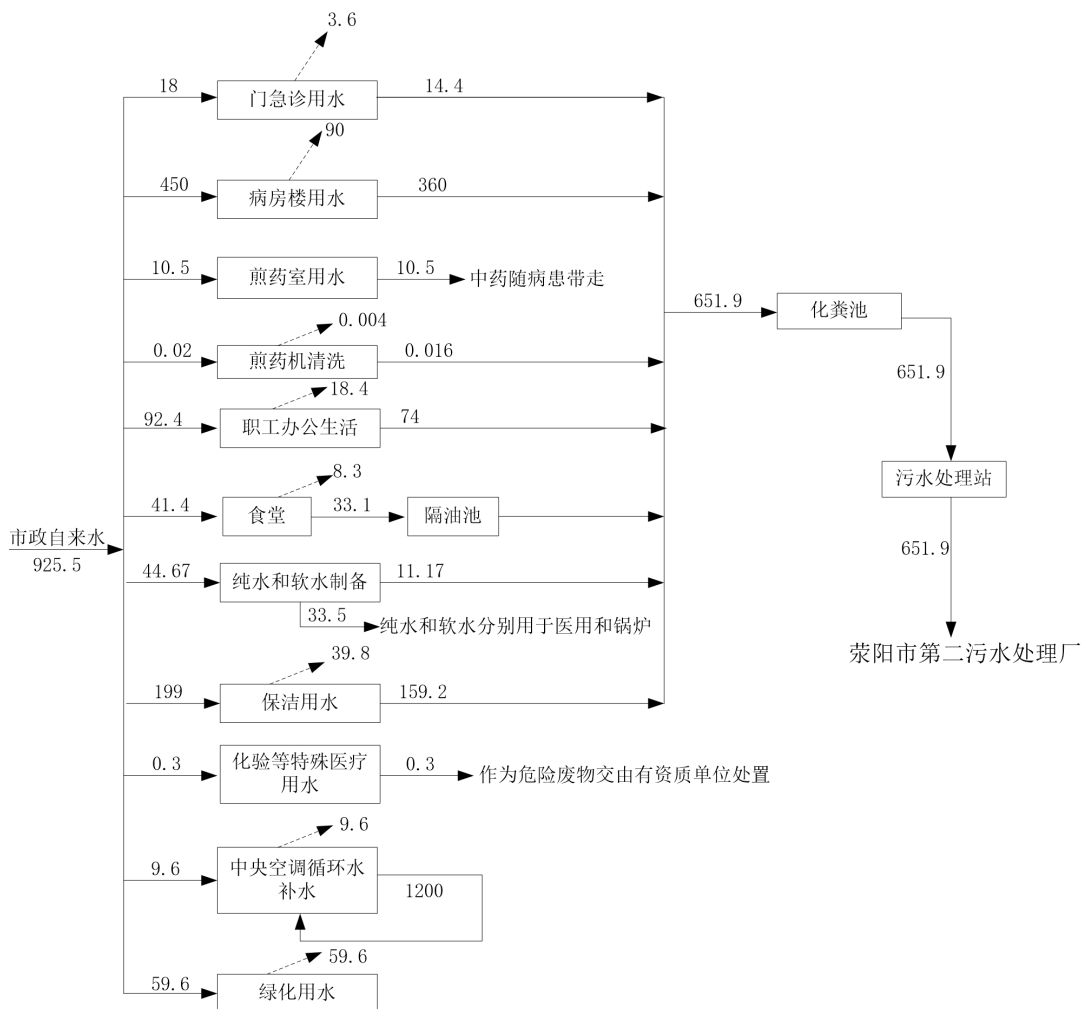 3.6
18
门急诊用水
14.4
90
450
病房楼用水
360
10.5
煎药室用水
10.5
中药随病患带走
651.9
化粪池
0.004
0.02
煎药机清洗
0.016
651.9
18.4
92.4
职工办公生活
74
8.3
污水处理站
41.4
食堂
33.1
隔油池
市政自来水
925.5
651.9
44.67
纯水和软水制备
11.17
33.5
纯水和软水分别用于医用和锅炉
39.8
荥阳市第二污水处理厂
199
保洁用水
159.2
0.3
化验等特殊医疗
用水
0.3
作为危险废物交由有资质单位处置
9.6
9.6
中央空调循环水
补水
1200
59.6
59.6
绿化用水